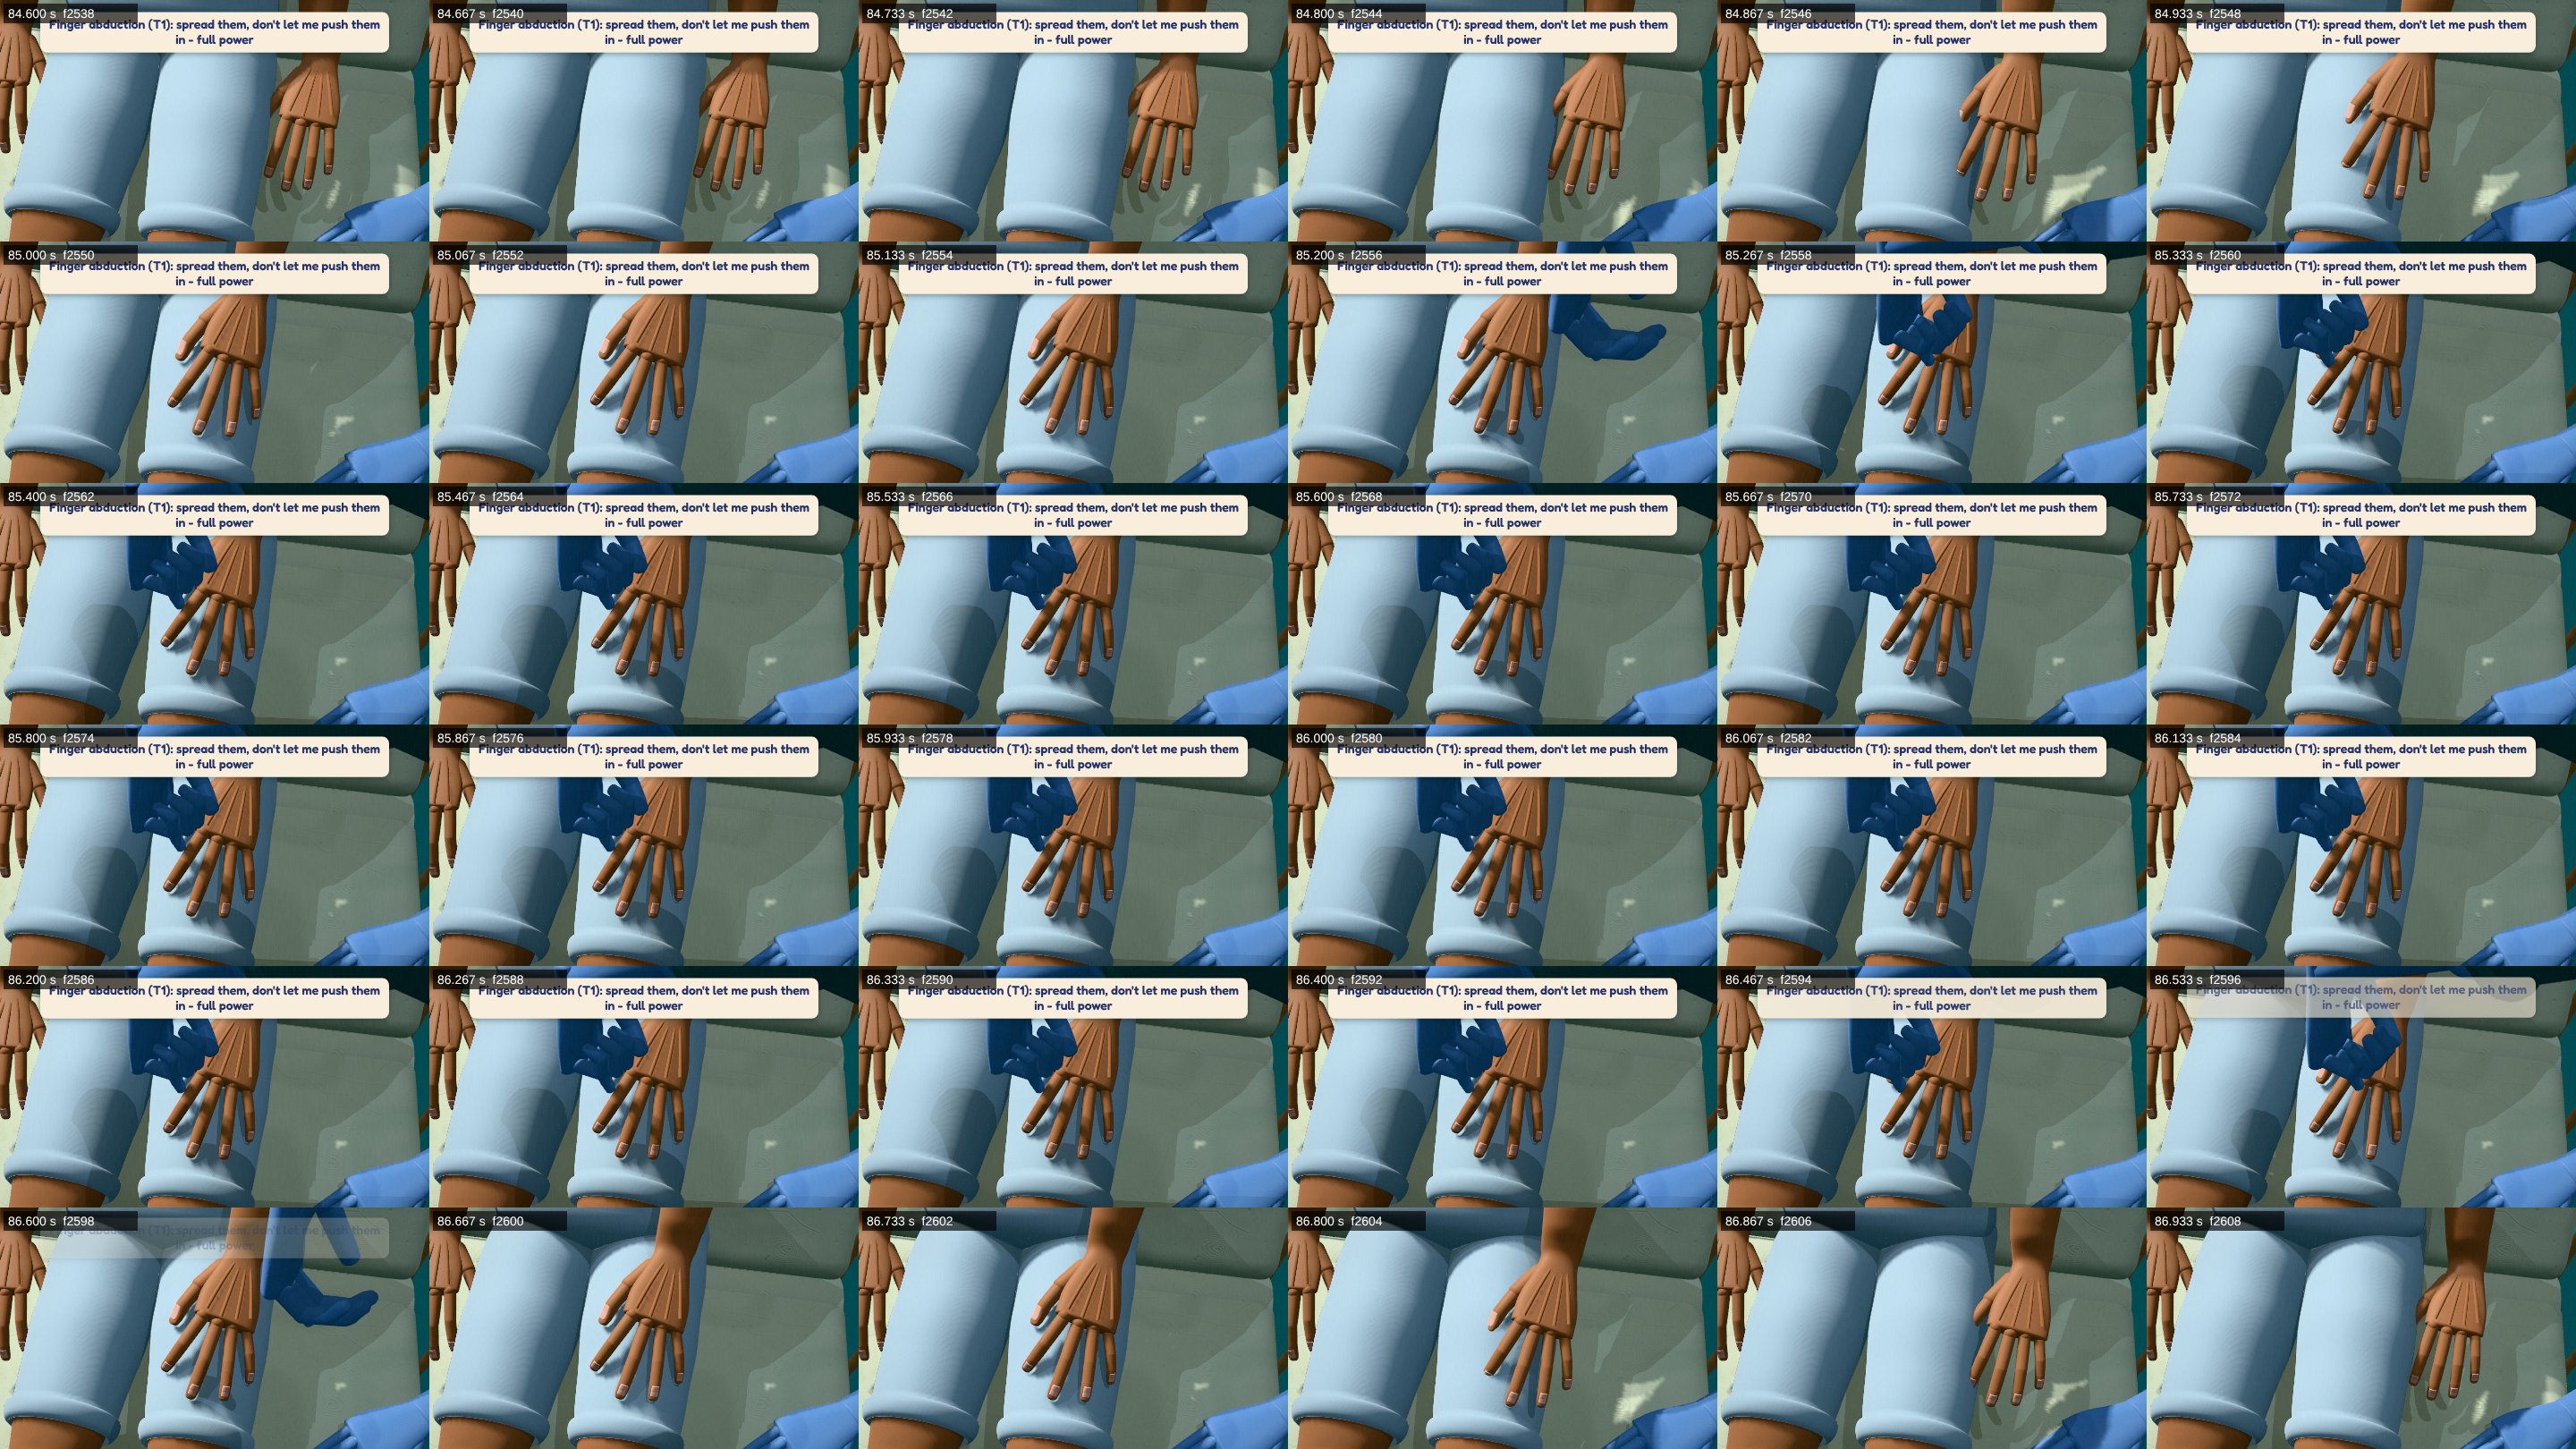 84.600 s f2538
Finger abduction (T1): spread them, don't let me push them
in - full power
84.667 s f2540
Finger abduction (T1): spread them, don't let me push them
in - full power
84.733 s f2542
Finger abduction (T1): spread them, don't let me push them
in - full power
84.800 s f2544
Finger abduction (T1): spread them, don't let me push them
in - full power
84.867 s f2546
Finger abduction (T1): spread them, don't let me push them
in - full power
84.933 s f2548
Finger abduction (T1): spread them, don't let me push them
in - full power
85.000 s f2550
Finger abduction (T1): spread them, don't let me push them
in - full power
85.067 s f2552
Finger abduction (T1): spread them, don't let me push them
in - full power
85.133 s f2554
Finger abduction (T1): spread them, don't let me push them
in - full power
85.200 s f2556
Finger abduction (T1): spread them, don't let me push them
in - full power
85.267 s f2558
Finger abduction (T1): spread them, don't let me push them
in - full power
85.333 s f2560
Finger abduction (T1): spread them, don't let me push them
in - full power
85.400 s f2562
Finger abduction (T1): spread them, don't let me push them
in - full power
85.467 s f2564
Finger abduction (T1): spread them, don't let me push them
in - full power
85.533 s f2566
Finger abduction (T1): spread them, don't let me push them
in - full power
85.600 s f2568
Finger abduction (T1): spread them, don't let me push them
in - full power
85.667 s f2570
Finger abduction (T1): spread them, don't let me push them
in - full power
85.733 s f2572
Finger abduction (T1): spread them, don't let me push them
in - full power
85.800 s f2574
Finger abduction (T1): spread them, don't let me push them
in - full power
85.867 s f2576
Finger abduction (T1): spread them, don't let me push them
in - full power
85.933 s f2578
Finger abduction (T1): spread them, don't let me push them
in - full power
86.000 s f2580
Finger abduction (T1): spread them, don't let me push them
in - full power
86.067 s f2582
Finger abduction (T1): spread them, don't let me push them
in - full power
86.133 s f2584
Finger abduction (T1): spread them, don't let me push them
in - full power
86.200 s f2586
Finger abduction (T1): spread them, don't let me push them
in - full power
86.267 s f2588
Finger abduction (T1): spread them, don't let me push them
in - full power
86.333 s f2590
Finger abduction (T1): spread them, don't let me push them
in - full power
86.400 s f2592
Finger abduction (T1): spread them, don't let me push them
in - full power
86.467 s f2594
Finger abduction (T1): spread them, don't let me push them
in - full power
86.533 s f2596
Finger abduction (T1): spread them, don't let me push them
in - full power
86.600 s f2598
Finger abduction (T1): spread them, don't let me push them
in - full power
86.667 s f2600
86.733 s f2602
86.800 s f2604
86.867 s f2606
86.933 s f2608